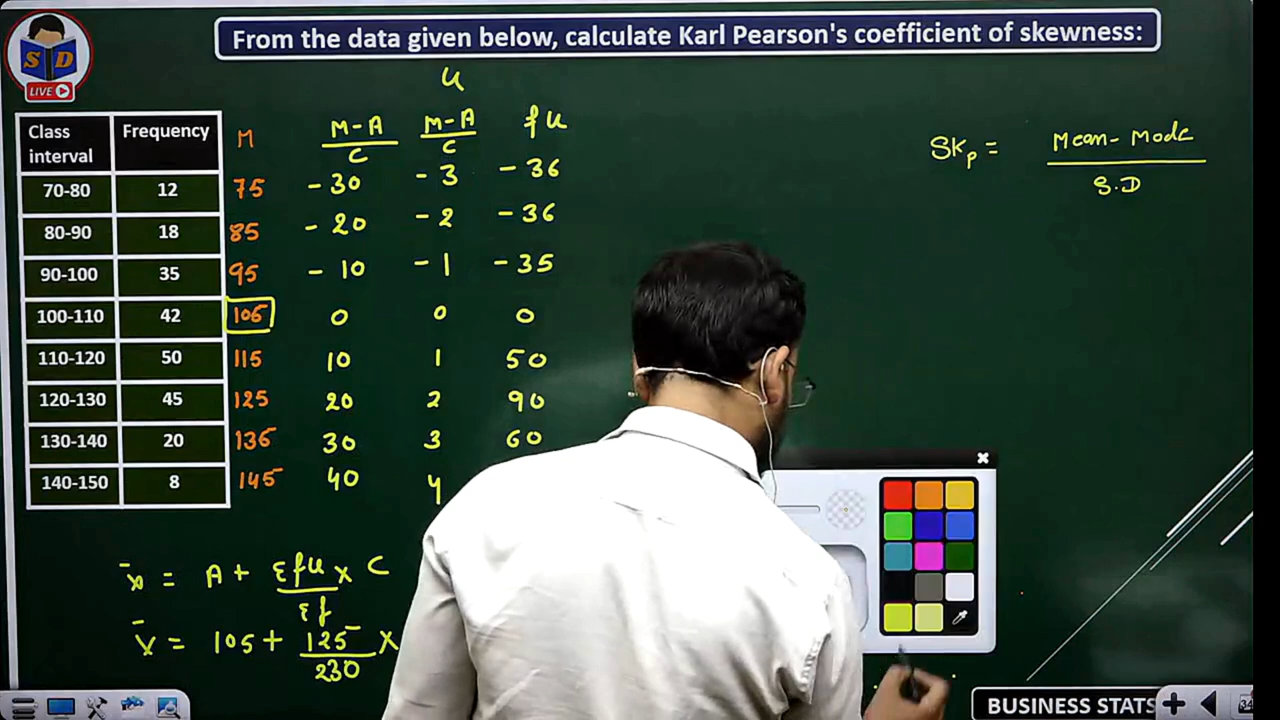 From the data given below, calculate Karl Pearson's coefficient of skewness:
S D
LIVE
u
Class interval Frequency M M-A/C M-A/C fu
70-80 12 75 -30 -3 -36
80-90 18 85 -20 -2 -36
90-100 35 95 -10 -1 -35
100-110 42 105 0 0 0
110-120 50 115 10 1 50
120-130 45 125 20 2 90
130-140 20 135 30 3 60
140-150 8 145 40 4
SKp = Mean - Mode / S.D
x̄ = A + Σfu/Σf x C
x̄ = 105 + 125/230 x
BUSINESS STATS